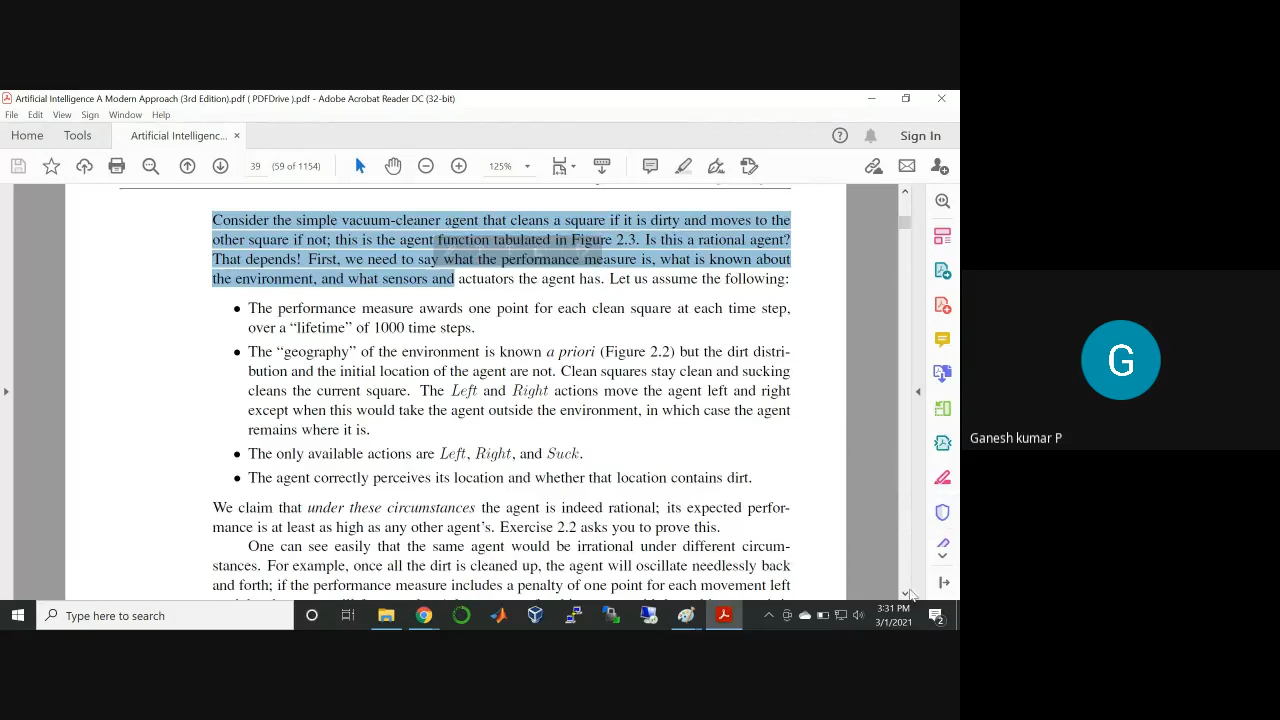 Artificial Intelligence A Modern Approach (3rd Edition).pdf ( PDFDrive ).pdf - Adobe Acrobat Reader DC (32-bit)
File Edit View Sign Window Help
Home Tools Artificial Intelligenc... × Sign In
39 (59 of 1154) 125%
Consider the simple vacuum-cleaner agent that cleans a square if it is dirty and moves to the
other square if not; this is the agent function tabulated in Figure 2.3. Is this a rational agent?
That depends! First, we need to say what the performance measure is, what is known about
the environment, and what sensors and actuators the agent has. Let us assume the following:
• The performance measure awards one point for each clean square at each time step,
over a “lifetime” of 1000 time steps.
• The “geography” of the environment is known a priori (Figure 2.2) but the dirt distri-
bution and the initial location of the agent are not. Clean squares stay clean and sucking
cleans the current square. The Left and Right actions move the agent left and right
except when this would take the agent outside the environment, in which case the agent
remains where it is.
• The only available actions are Left, Right, and Suck.
• The agent correctly perceives its location and whether that location contains dirt.
We claim that under these circumstances the agent is indeed rational; its expected perfor-
mance is at least as high as any other agent’s. Exercise 2.2 asks you to prove this.
One can see easily that the same agent would be irrational under different circum-
stances. For example, once all the dirt is cleaned up, the agent will oscillate needlessly back
and forth; if the performance measure includes a penalty of one point for each movement left
G
Ganesh kumar P
Type here to search
3:31 PM
3/1/2021
2